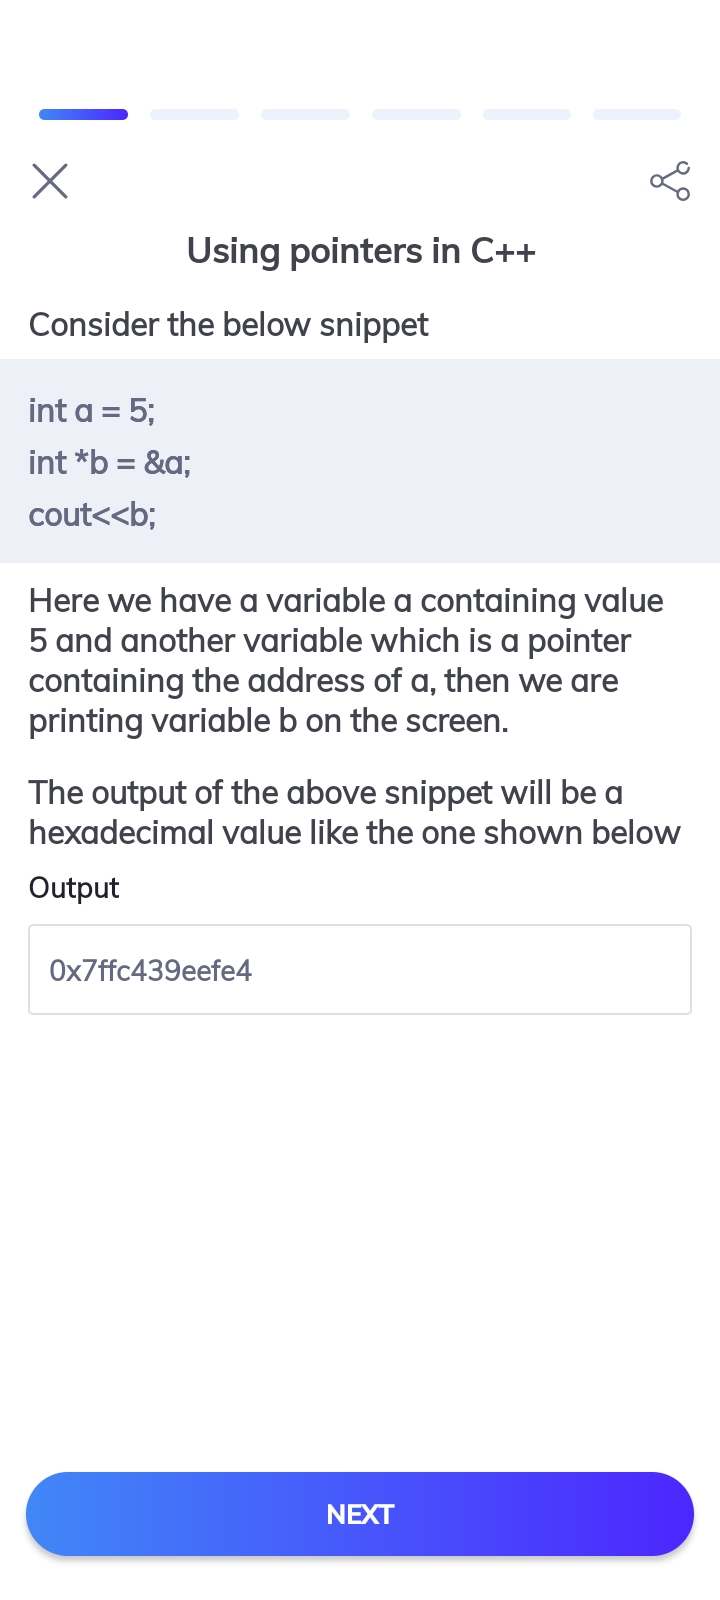 Using pointers in C++
Consider the below snippet
int a = 5;
int *b = &a;
cout<<b;
Here we have a variable a containing value
5 and another variable which is a pointer
containing the address of a, then we are
printing variable b on the screen.
The output of the above snippet will be a
hexadecimal value like the one shown below
Output
0x7ffc439eefe4
NEXT